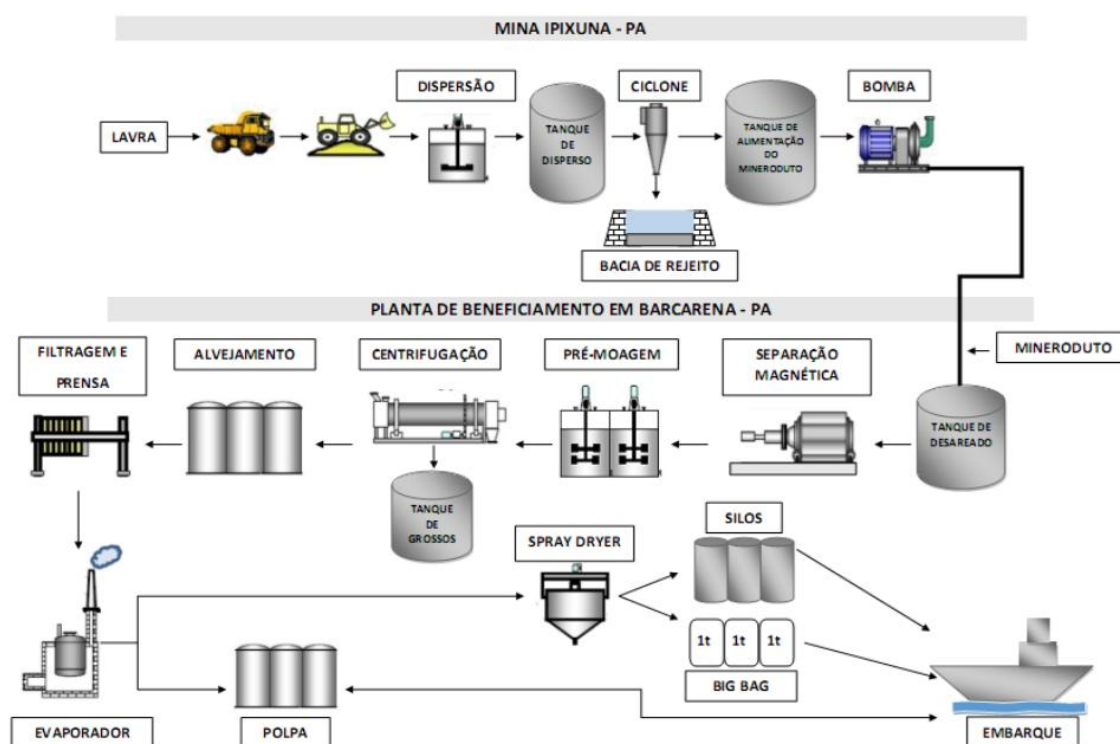 MINA IPIXUNA - PA
LAVRA
DISPERSÃO
TANQUE
DE
DISPERSO
CICLONE
TANQUE DE
ALIMENTAÇÃO
DO
MINERODUTO
BOMBA
BACIA DE REJEITO
PLANTA DE BENEFICIAMENTO EM BARCARENA - PA
MINERODUTO
FILTRAGEM E
PRENSA
ALVEJAMENTO
CENTRIFUGAÇÃO
PRÉ-MOAGEM
SEPARAÇÃO
MAGNÉTICA
TANQUE DE
DESAREADO
TANQUE
DE
GROSSOS
SPRAY DRYER
SILOS
1t 1t 1t
BIG BAG
EVAPORADOR
POLPA
EMBARQUE